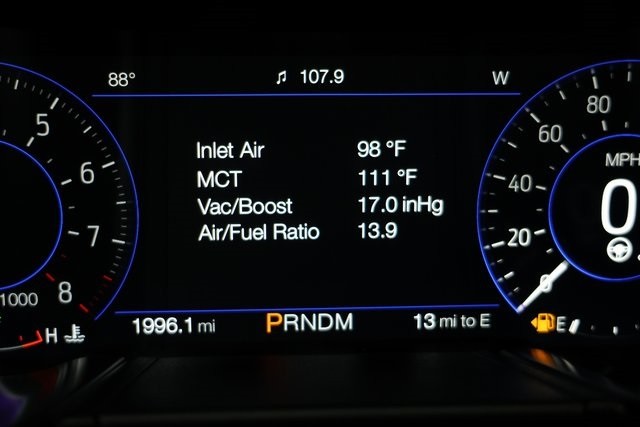 88° ♫ 107.9 W
Inlet Air 98 °F
MCT 111 °F
Vac/Boost 17.0 inHg
Air/Fuel Ratio 13.9
5
6
7
8
1000
H
1996.1 mi PRNDM 13 mi to E
80
60
40
20
0
MPH
0
E